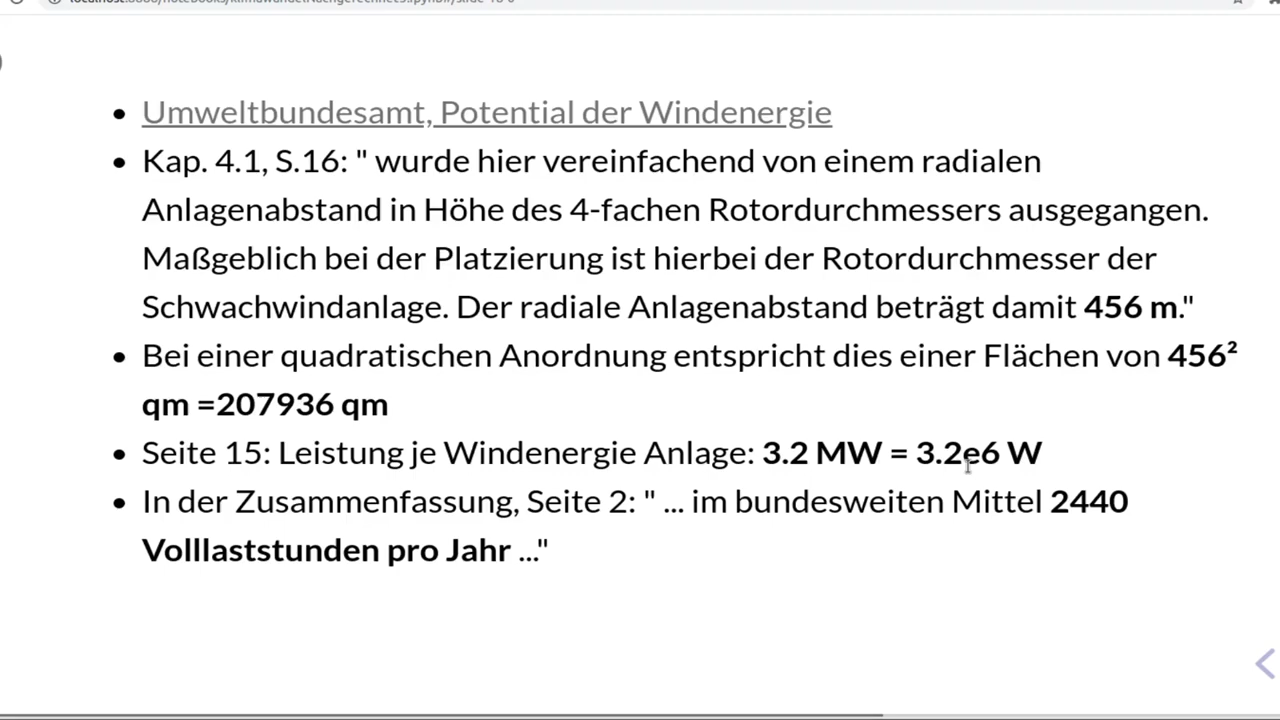 Umweltbundesamt, Potential der Windenergie
Kap. 4.1, S.16: " wurde hier vereinfachend von einem radialen
Anlagenabstand in Höhe des 4-fachen Rotordurchmessers ausgegangen.
Maßgeblich bei der Platzierung ist hierbei der Rotordurchmesser der
Schwachwindanlage. Der radiale Anlagenabstand beträgt damit 456 m."
Bei einer quadratischen Anordnung entspricht dies einer Flächen von 456²
qm =207936 qm
Seite 15: Leistung je Windenergie Anlage: 3.2 MW = 3.2e6 W
In der Zusammenfassung, Seite 2: " ... im bundesweiten Mittel 2440
Volllaststunden pro Jahr ..."